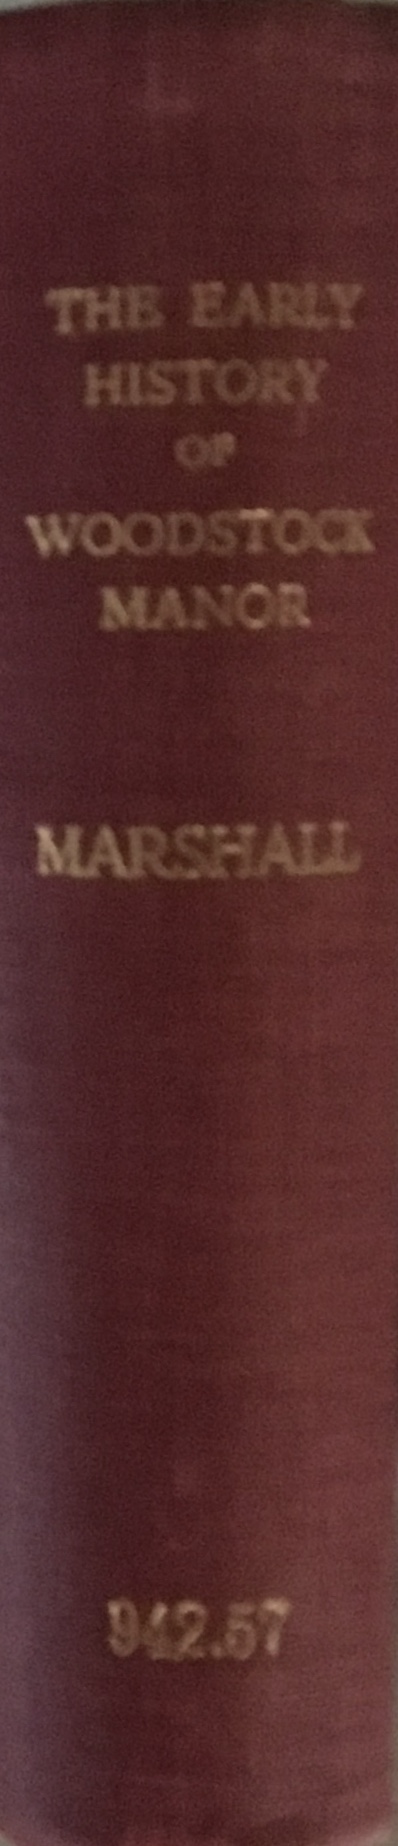 THE EARLY
HISTORY
OF
WOODSTOCK
MANOR
MARSHALL
942.57